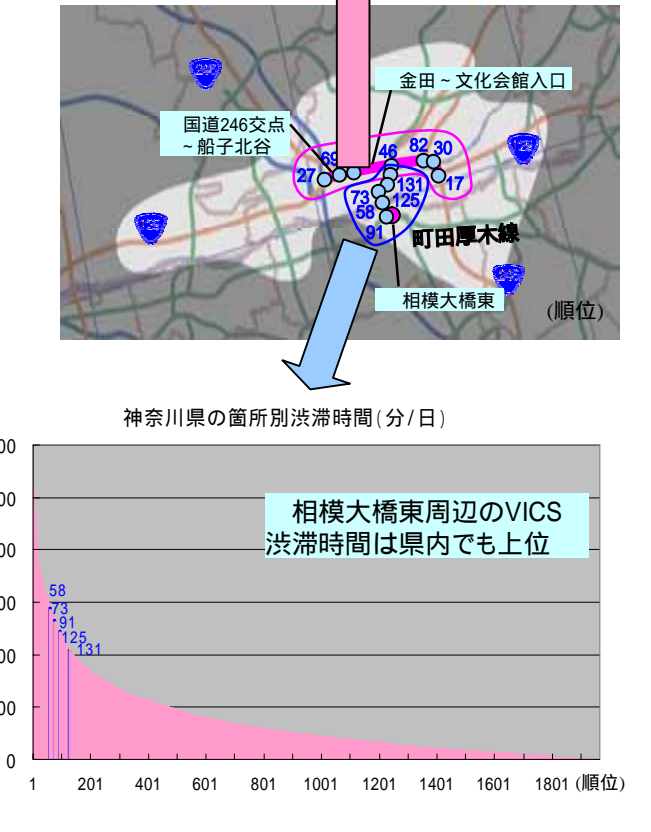 金田～文化会館入口
国道246交点
～船子北谷
69
46
82
30
27
17
131
73
125
58
91
町田厚木線
相模大橋東
(順位)
神奈川県の箇所別渋滞時間(分/日)
相模大橋東周辺のVICS
渋滞時間は県内でも上位
58
73
91
125
131
0
1 201 401 601 801 1001 1201 1401 1601 1801 (順位)